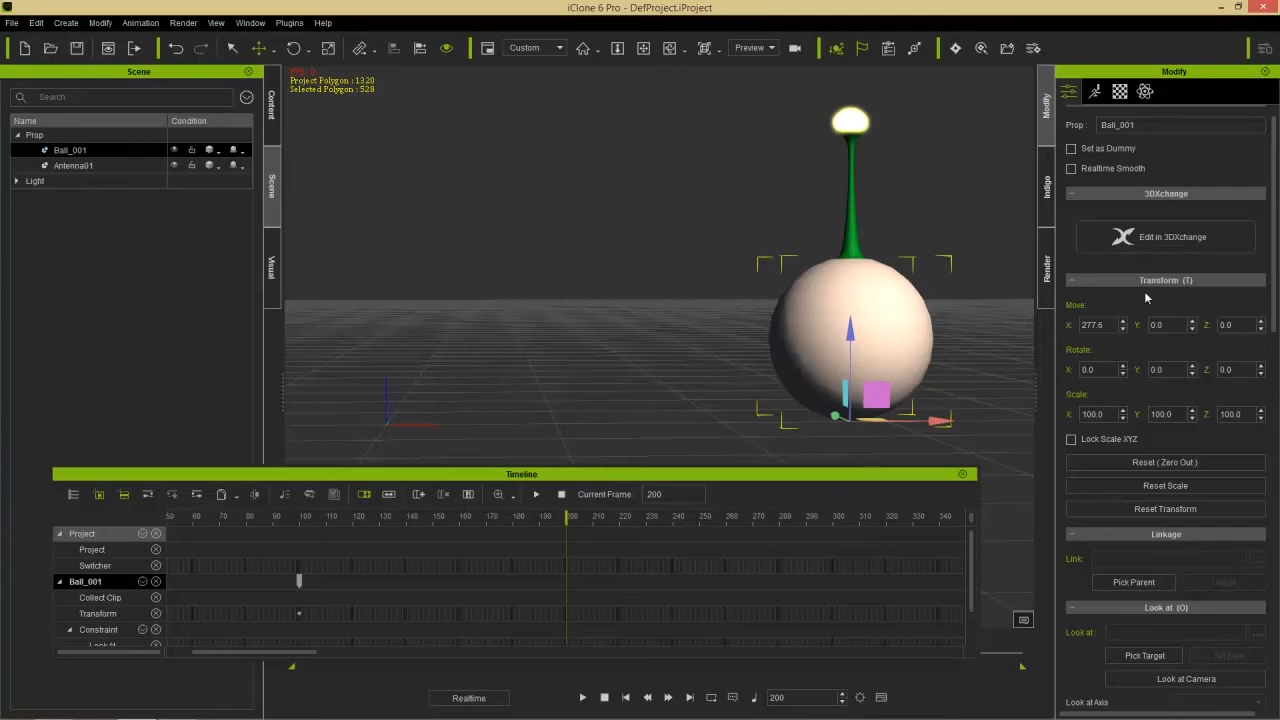 iClone 6 Pro - DefProject.iProject
File Edit Create Modify Animation Render View Window Plugins Help
Custom
Preview
Scene
Search
Name Condition
Prop
Ball_001
Antenna01
Light
Content
Scene
Visual
Project Polygon : 1320
Selected Polygon : 528
Modify
Indigo
Render
Modify
Prop : Ball_001
Set as Dummy
Realtime Smooth
3DXchange
Edit in 3DXchange
Transform (T)
Move:
X: 277.6 Y: 0.0 Z: 0.0
Rotate:
X: 0.0 Y: 0.0 Z: 0.0
Scale:
X: 100.0 Y: 100.0 Z: 100.0
Lock Scale XYZ
Reset ( Zero Out )
Reset Scale
Reset Transform
Linkage
Link:
Pick Parent
Look at (O)
Look at :
Pick Target
Look at Camera
Look at Axis
Timeline
Current Frame : 200
50 60 70 80 90 100 110 120 130 140 150 160 170 180 190 200 210 220 230 240 250 260 270 280 290 300 310 320 330 340
Project
Project
Switcher
Ball_001
Collect Clip
Transform
Constraint
Look At
Realtime
200